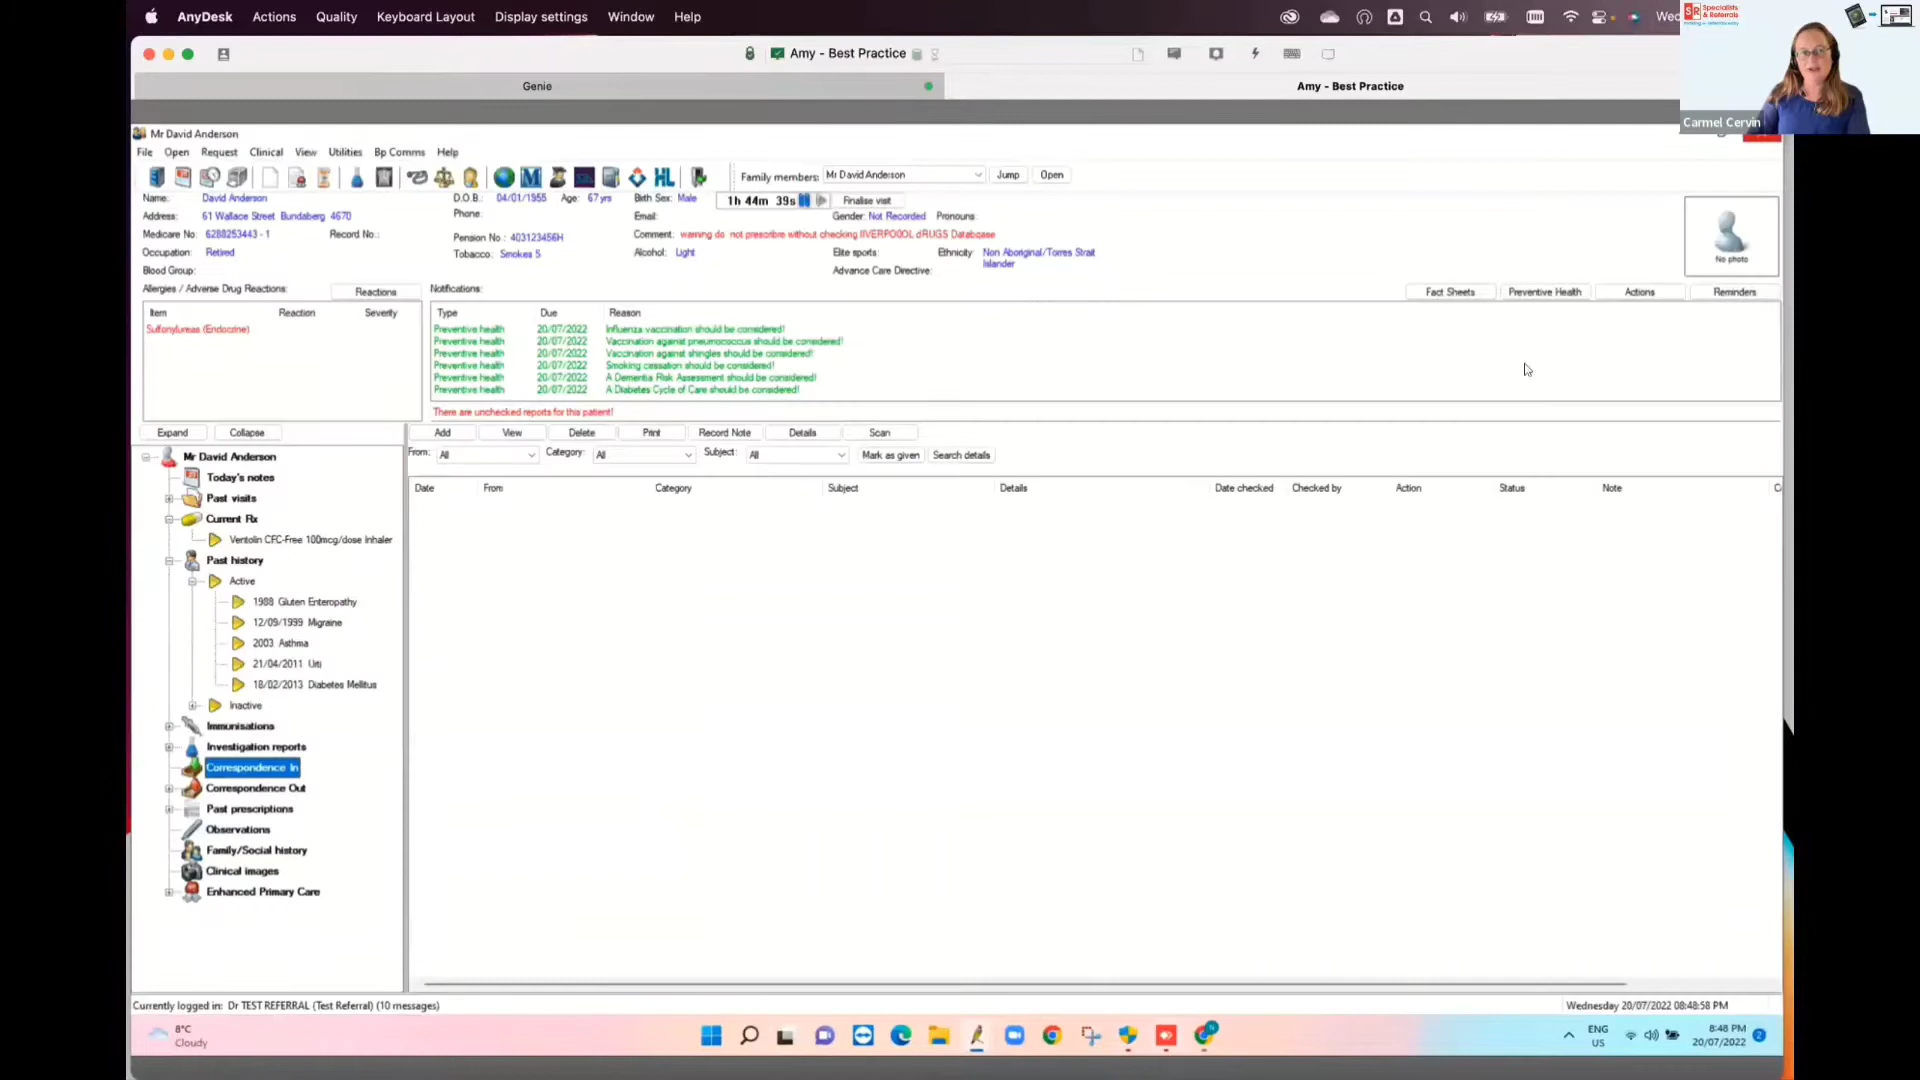 AnyDesk Actions Quality Keyboard Layout Display settings Window Help
Wed
Specialists
& Referrals
Amy - Best Practice
Genie
Amy - Best Practice
Carmel Cervin
Mr David Anderson
File Open Request Clinical View Utilities Bp Comms Help
Family members: Mr David Anderson Jump Open
Name: David Anderson D.O.B.: 04/01/1955 Age: 67 yrs Birth Sex: Male 1h 44m 39s Finalise visit
Address: 61 Wallace Street Bundaberg 4670 Phone: Email: Gender: Not Recorded Pronouns:
Medicare No: 6288253443 - 1 Record No.: Pension No.: 403123456H Comment: warning do not prescribre without checking lIVERPO0OL dRUGS Database
Occupation: Retired Tobacco: Smokes 5 Alcohol: Light Elite sports: Ethnicity: Non Aboriginal/Torres Strait
Islander
Blood Group: Advance Care Directive:
No photo
Allergies / Adverse Drug Reactions: Reactions Notifications: Fact Sheets Preventive Health Actions Reminders
Item Reaction Severity Type Due Reason
Sulfonylureas (Endocrine)
Preventive health 20/07/2022 Influenza vaccination should be considered!
Preventive health 20/07/2022 Vaccination against pneumococcus should be considered!
Preventive health 20/07/2022 Vaccination against shingles should be considered!
Preventive health 20/07/2022 Smoking cessation should be considered!
Preventive health 20/07/2022 A Dementia Risk Assessment should be considered!
Preventive health 20/07/2022 A Diabetes Cycle of Care should be considered!
There are unchecked reports for this patient!
Expand Collapse Add View Delete Print Record Note Details Scan
From: All Category: All Subject: All Mark as given Search details
Date From Category Subject Details Date checked Checked by Action Status Note C
Mr David Anderson
Today's notes
Past visits
Current Rx
Ventolin CFC-Free 100mcg/dose Inhaler
Past history
Active
1988 Gluten Enteropathy
12/09/1999 Migraine
2003 Asthma
21/04/2011 Urti
18/02/2013 Diabetes Mellitus
Inactive
Immunisations
Investigation reports
Correspondence In
Correspondence Out
Past prescriptions
Observations
Family/Social history
Clinical images
Enhanced Primary Care
Currently logged in: Dr TEST REFERRAL (Test Referral) (10 messages) Wednesday 20/07/2022 08:48:58 PM
8°C
Cloudy
ENG
US
8:48 PM
20/07/2022
2